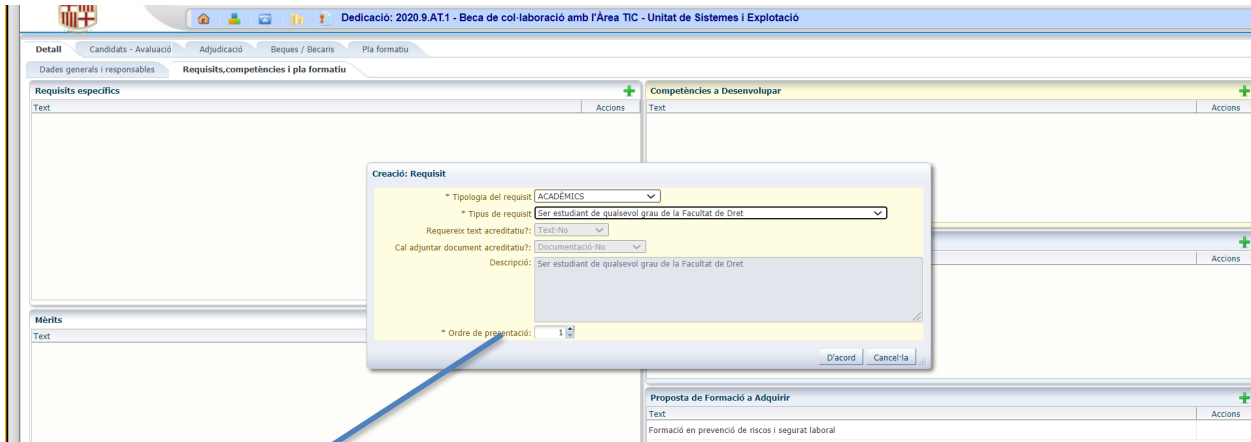 Dedicació: 2020.9.AT.1 - Beca de col·laboració amb l'Àrea TIC - Unitat de Sistemes i Explotació
Detall Candidats - Avaluació Adjudicació Beques / Becaris Pla formatiu
Dades generals i responsables Requisits,competències i pla formatiu
Requisits específics
Text Accions
Competències a Desenvolupar
Text Accions
Creació: Requisit
* Tipologia del requisit ACADÈMICS
* Tipus de requisit Ser estudiant de qualsevol grau de la Facultat de Dret
Requereix text acreditatiu?: Text-No
Cal adjuntar document acreditatiu?: Documentació-No
Descripció: Ser estudiant de qualsevol grau de la Facultat de Dret
* Ordre de presentació: 1
D'acord Cancel·la
Accions
Mèrits
Text
Proposta de Formació a Adquirir
Text Accions
Formació en prevenció de riscos i segurat laboral